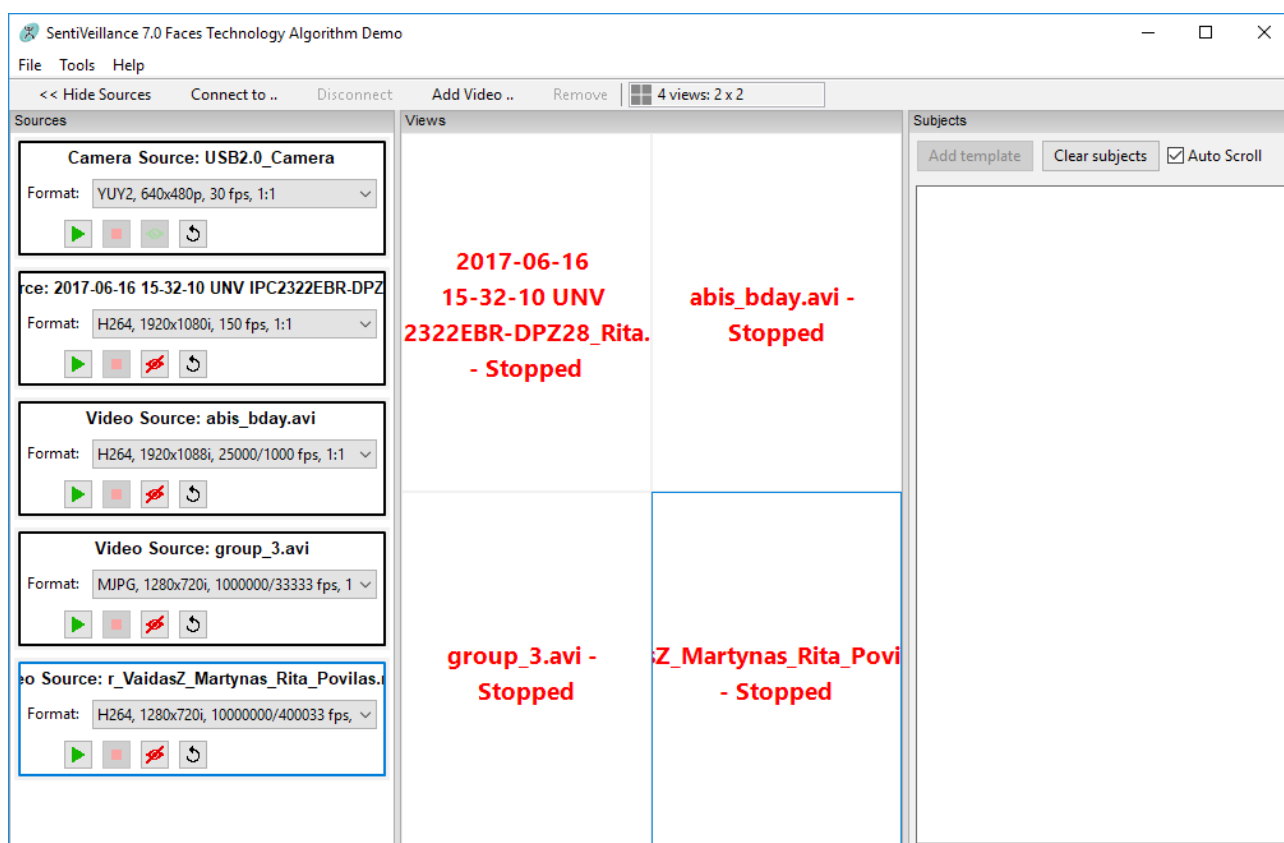 SentiVeillance 7.0 Faces Technology Algorithm Demo
File Tools Help
<< Hide Sources Connect to .. Disconnect Add Video .. Remove 4 views: 2 x 2
Sources
Camera Source: USB2.0_Camera
Format: YUY2, 640x480p, 30 fps, 1:1
rce: 2017-06-16 15-32-10 UNV IPC2322EBR-DPZ
Format: H264, 1920x1080i, 150 fps, 1:1
Video Source: abis_bday.avi
Format: H264, 1920x1088i, 25000/1000 fps, 1:1
Video Source: group_3.avi
Format: MJPG, 1280x720i, 1000000/33333 fps, 1
eo Source: r_VaidasZ_Martynas_Rita_Povilas.
Format: H264, 1280x720i, 10000000/400033 fps,
Views
2017-06-16
15-32-10 UNV
2322EBR-DPZ28_Rita.
- Stopped
abis_bday.avi -
Stopped
group_3.avi -
Stopped
Z_Martynas_Rita_Povi
- Stopped
Subjects
Add template Clear subjects Auto Scroll